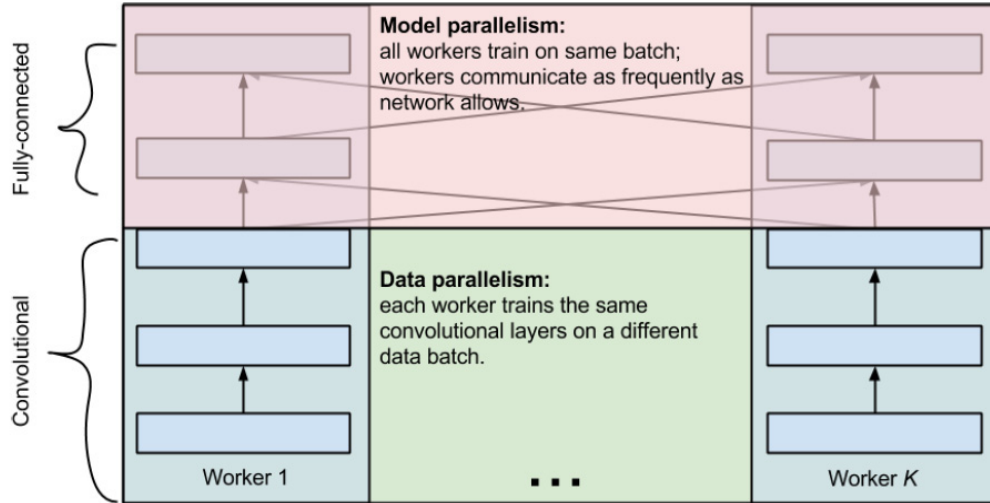 Fully-connected
Model parallelism:
all workers train on same batch;
workers communicate as frequently as
network allows.
Convolutional
Data parallelism:
each worker trains the same
convolutional layers on a different
data batch.
Worker 1
...
Worker K